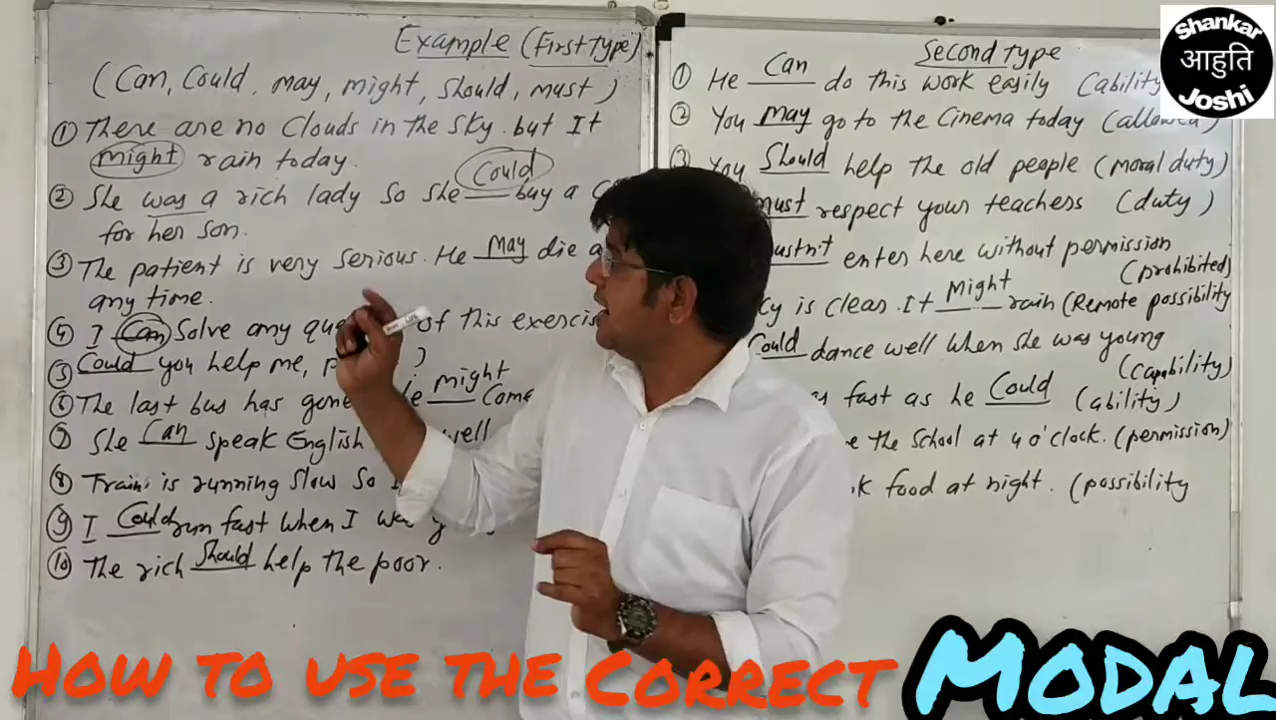 Example (First type)
(Can, Could, may, might, Should, must)
① There are no Clouds in the Sky. but It
might rain today.
② She was a rich lady So She Could buy a
for her son.
③ The patient is very serious. He may die
any time.
④ I Can Solve any of this
⑤ Could you help me, ?
⑥ The last bus has might Come
⑦ She Can speak English well
⑧ Train is running slow So
⑨ I Could run fast when I
⑩ The rich Should help the poor.
Second type
① He Can do this work easily (ability
② You may go to the Cinema today (allowed)
③ You Should help the old people (moral duty)
must respect your teachers (duty)
enter here without permission
(prohibited)
is clear. It Might rain (Remote possibility
Could dance well when she was young
(capability)
fast as he Could (ability)
the School at 4 o'clock. (permission)
food at night. (possibility
Shankar
आहुति
Joshi
How to use the Correct Modal